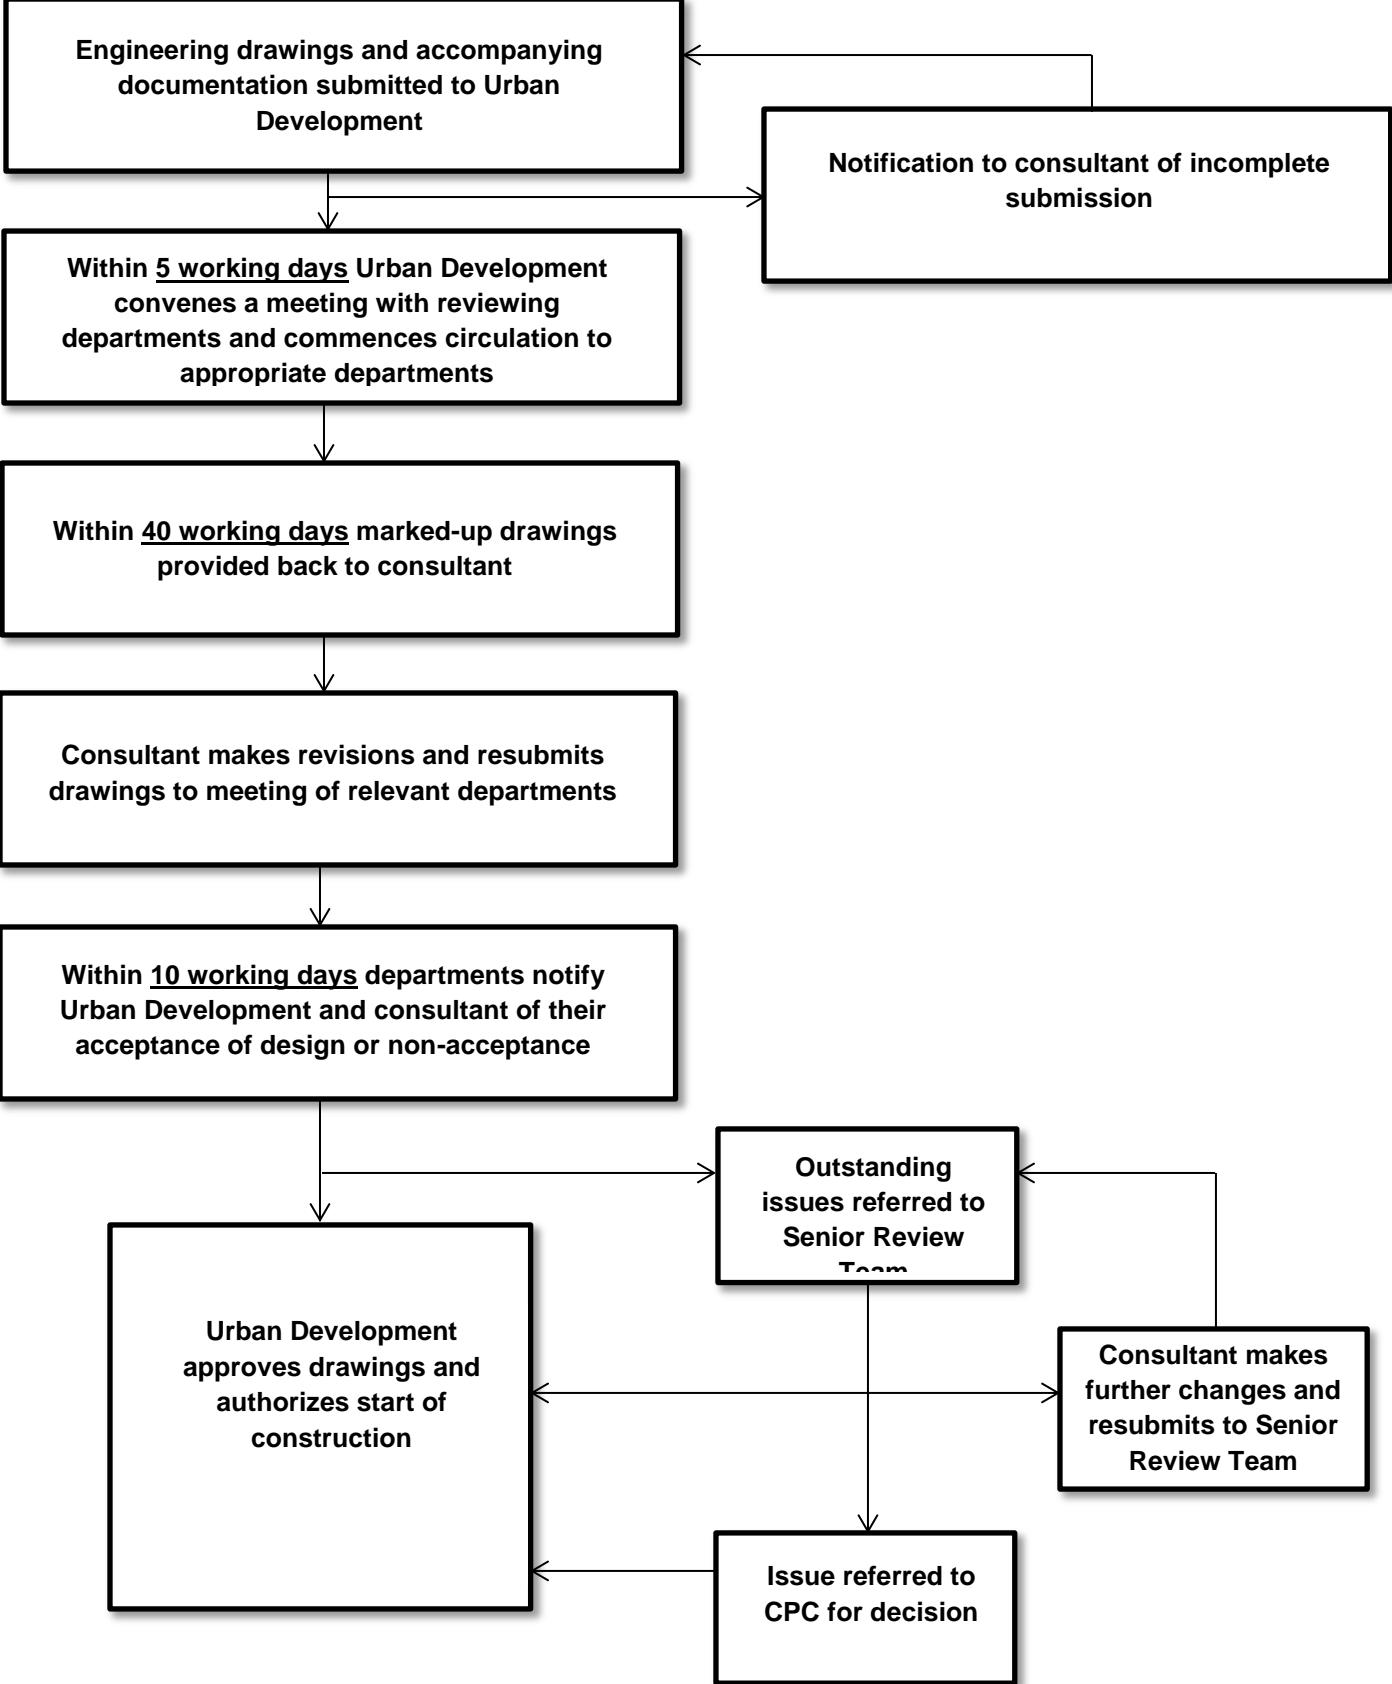 Engineering drawings and accompanying
documentation submitted to Urban
Development
Notification to consultant of incomplete
submission
Within 5 working days Urban Development
convenes a meeting with reviewing
departments and commences circulation to
appropriate departments
Within 40 working days marked-up drawings
provided back to consultant
Consultant makes revisions and resubmits
drawings to meeting of relevant departments
Within 10 working days departments notify
Urban Development and consultant of their
acceptance of design or non-acceptance
Outstanding
issues referred to
Senior Review
Team
Urban Development
approves drawings and
authorizes start of
construction
Consultant makes
further changes and
resubmits to Senior
Review Team
Issue referred to
CPC for decision